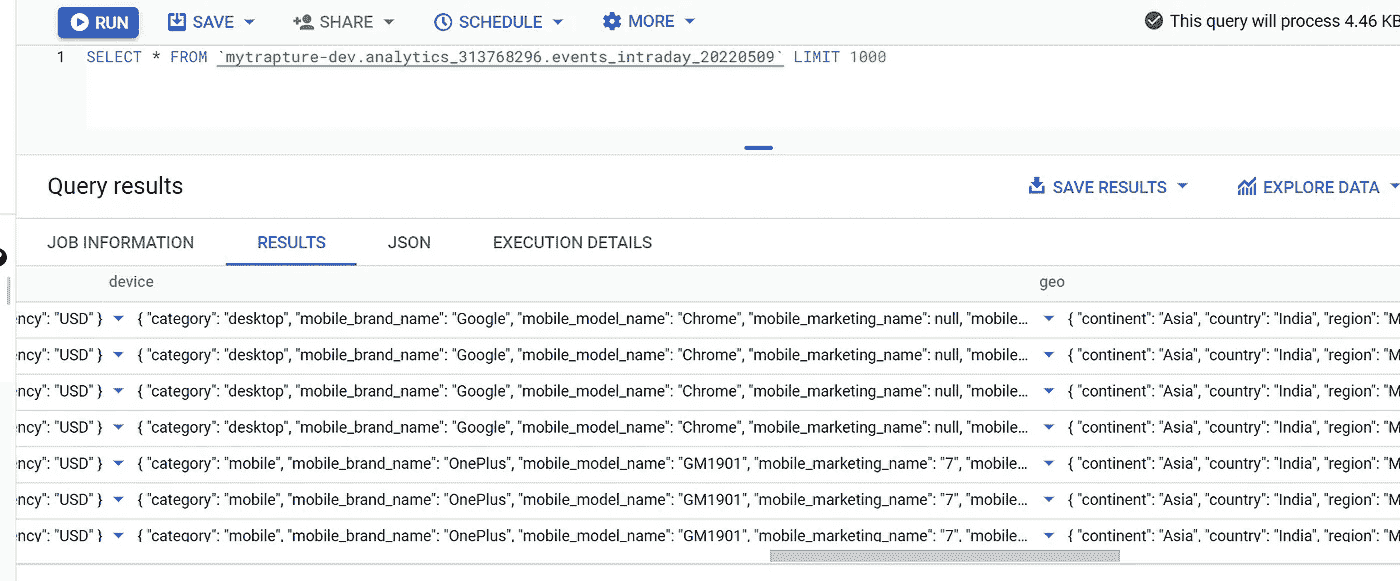 RUN SAVE SHARE SCHEDULE MORE This query will process 4.46 KB
1 SELECT * FROM `mytrapture-dev.analytics_313768296.events_intraday_20220509` LIMIT 1000
Query results SAVE RESULTS EXPLORE DATA
JOB INFORMATION RESULTS JSON EXECUTION DETAILS
device geo
ency": "USD" } { "category": "desktop", "mobile_brand_name": "Google", "mobile_model_name": "Chrome", "mobile_marketing_name": null, "mobile... { "continent": "Asia", "country": "India", "region": "M
ency": "USD" } { "category": "desktop", "mobile_brand_name": "Google", "mobile_model_name": "Chrome", "mobile_marketing_name": null, "mobile... { "continent": "Asia", "country": "India", "region": "M
ency": "USD" } { "category": "desktop", "mobile_brand_name": "Google", "mobile_model_name": "Chrome", "mobile_marketing_name": null, "mobile... { "continent": "Asia", "country": "India", "region": "M
ency": "USD" } { "category": "desktop", "mobile_brand_name": "Google", "mobile_model_name": "Chrome", "mobile_marketing_name": null, "mobile... { "continent": "Asia", "country": "India", "region": "M
ency": "USD" } { "category": "mobile", "mobile_brand_name": "OnePlus", "mobile_model_name": "GM1901", "mobile_marketing_name": "7", "mobile... { "continent": "Asia", "country": "India", "region": "M
ency": "USD" } { "category": "mobile", "mobile_brand_name": "OnePlus", "mobile_model_name": "GM1901", "mobile_marketing_name": "7", "mobile... { "continent": "Asia", "country": "India", "region": "M
ency": "USD" } { "category": "mobile", "mobile_brand_name": "OnePlus", "mobile_model_name": "GM1901", "mobile_marketing_name": "7", "mobile... { "continent": "Asia", "country": "India", "region": "M